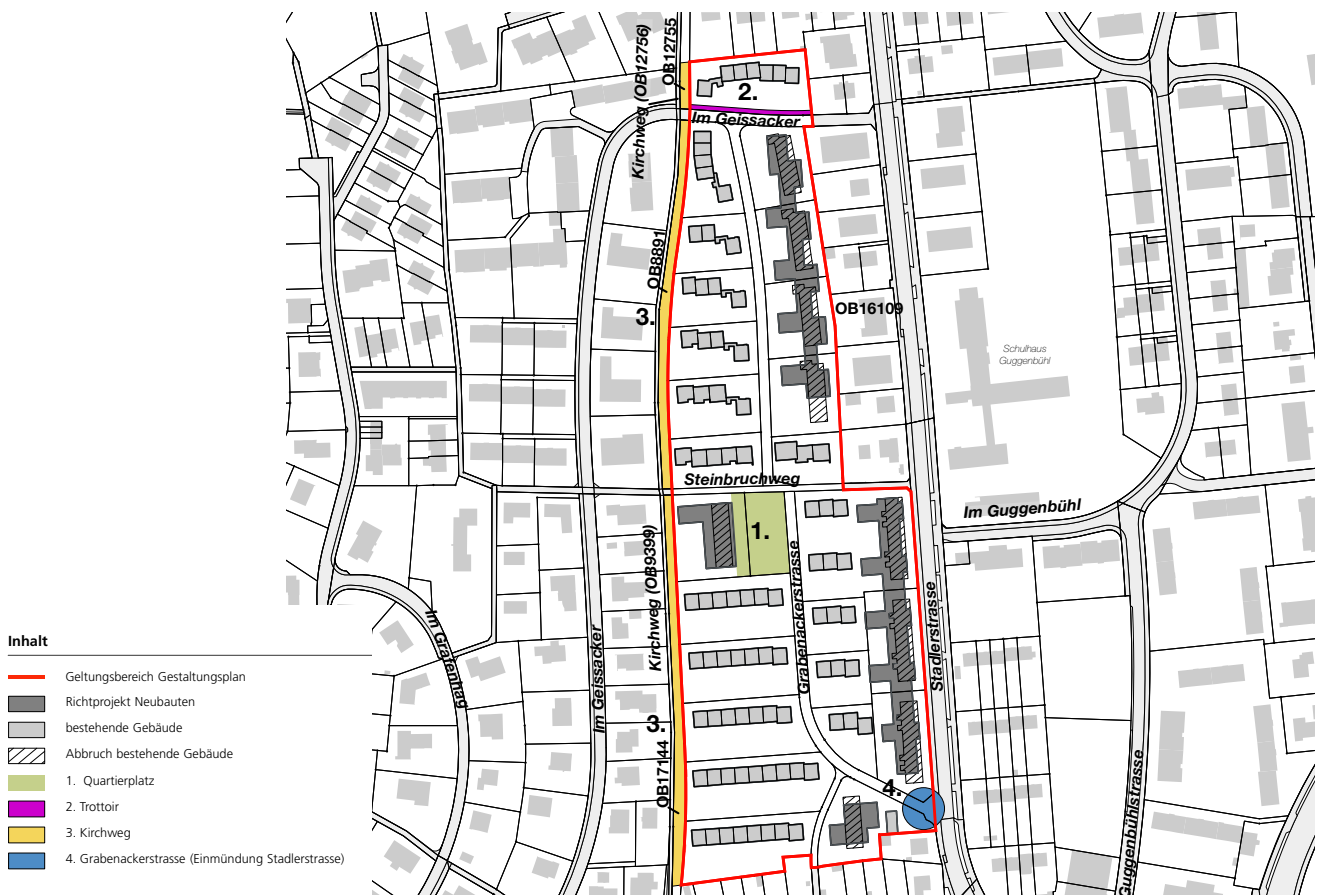 Kirchweg (OB12756)
OB12755
2.
Im Geissacker
OB8891
3.
OB16109
Schulhaus
Guggenbühl
Steinbruchweg
Im Guggenbühl
1.
Kirchweg (OB9399)
Grabenackerstrasse
Stadlerstrasse
Im Grafenhag
Im Geissacker
3.
OB17144
4.
Guggenbühlstrasse
Inhalt
Geltungsbereich Gestaltungsplan
Richtprojekt Neubauten
bestehende Gebäude
Abbruch bestehende Gebäude
1. Quartierplatz
2. Trottoir
3. Kirchweg
4. Grabenackerstrasse (Einmündung Stadlerstrasse)